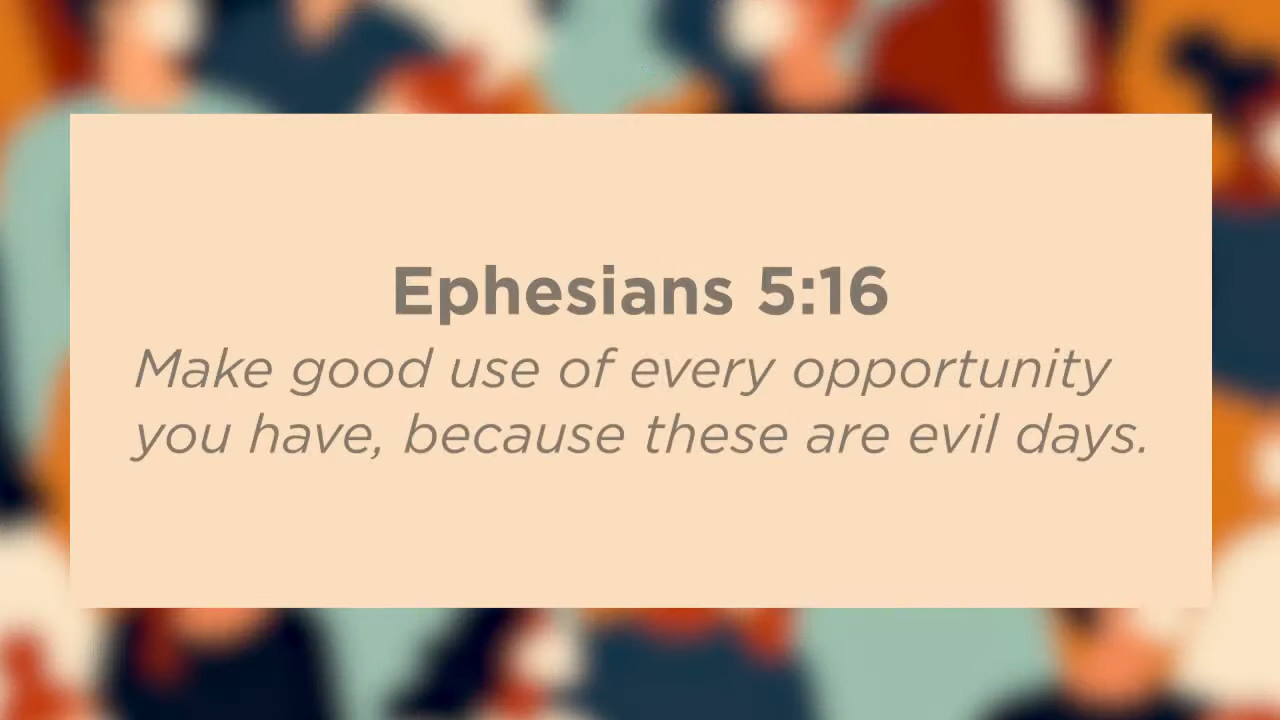 Ephesians 5:16
Make good use of every opportunity
you have, because these are evil days.